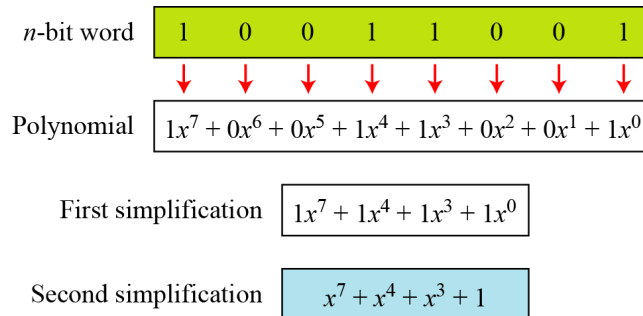 n-bit word 1 0 0 1 1 0 0 1
Polynomial 1x⁷ + 0x⁶ + 0x⁵ + 1x⁴ + 1x³ + 0x² + 0x¹ + 1x⁰
First simplification 1x⁷ + 1x⁴ + 1x³ + 1x⁰
Second simplification x⁷ + x⁴ + x³ + 1